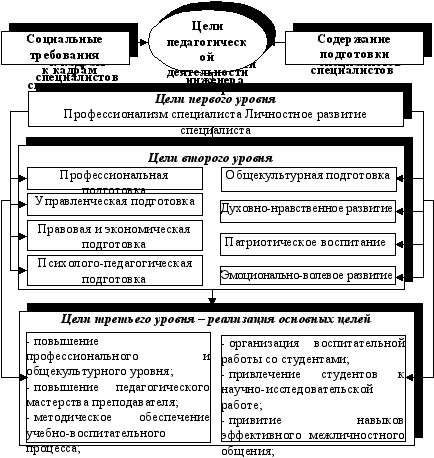 Социальные
требования
к кадрам
специалистов
Цели
педагогическ
ой
деятельности
инженера
Содержание
подготовки
специалистов
Цели первого уровня
Профессионализм специалиста Личностное развитие
специалиста
Цели второго уровня
Профессиональная
подготовка
Управленческая подготовка
Правовая и экономическая
подготовка
Психолого-педагогическая
подготовка
Общекультурная подготовка
Духовно-нравственное развитие
Патриотическое воспитание
Эмоционально-волевое развитие
Цели третьего уровня – реализация основных целей
- повышение
профессионального и
общекультурного уровня;
- повышение педагогического
мастерства преподавателя;
- методическое обеспечение
учебно-воспитательного
процесса;
- организация воспитательной
работы со студентами;
- привлечение студентов к
научно-исследовательской
работе;
- привитие навыков
эффективного межличностного
общения;